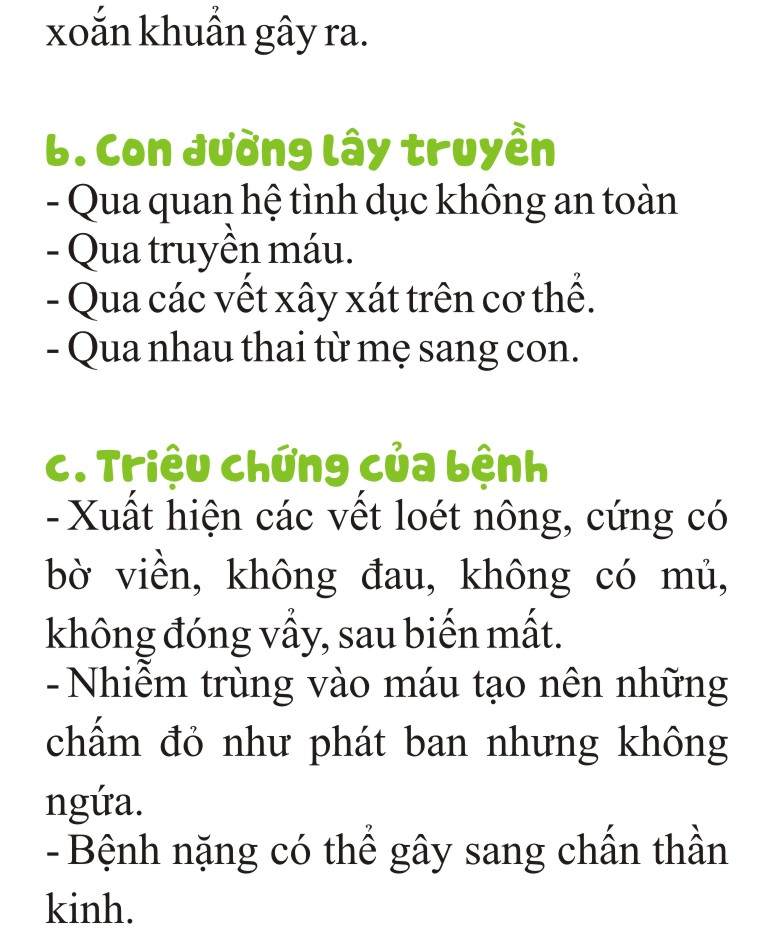 xoắn khuẩn gây ra.
b. Con đường lây truyền
- Qua quan hệ tình dục không an toàn
- Qua truyền máu.
- Qua các vết xây xát trên cơ thể.
- Qua nhau thai từ mẹ sang con.
c. Triệu chứng của bệnh
- Xuất hiện các vết loét nông, cứng có
bờ viền, không đau, không có mủ,
không đóng vẩy, sau biến mất.
- Nhiễm trùng vào máu tạo nên những
chấm đỏ như phát ban nhưng không
ngứa.
- Bệnh nặng có thể gây sang chấn thần
kinh.